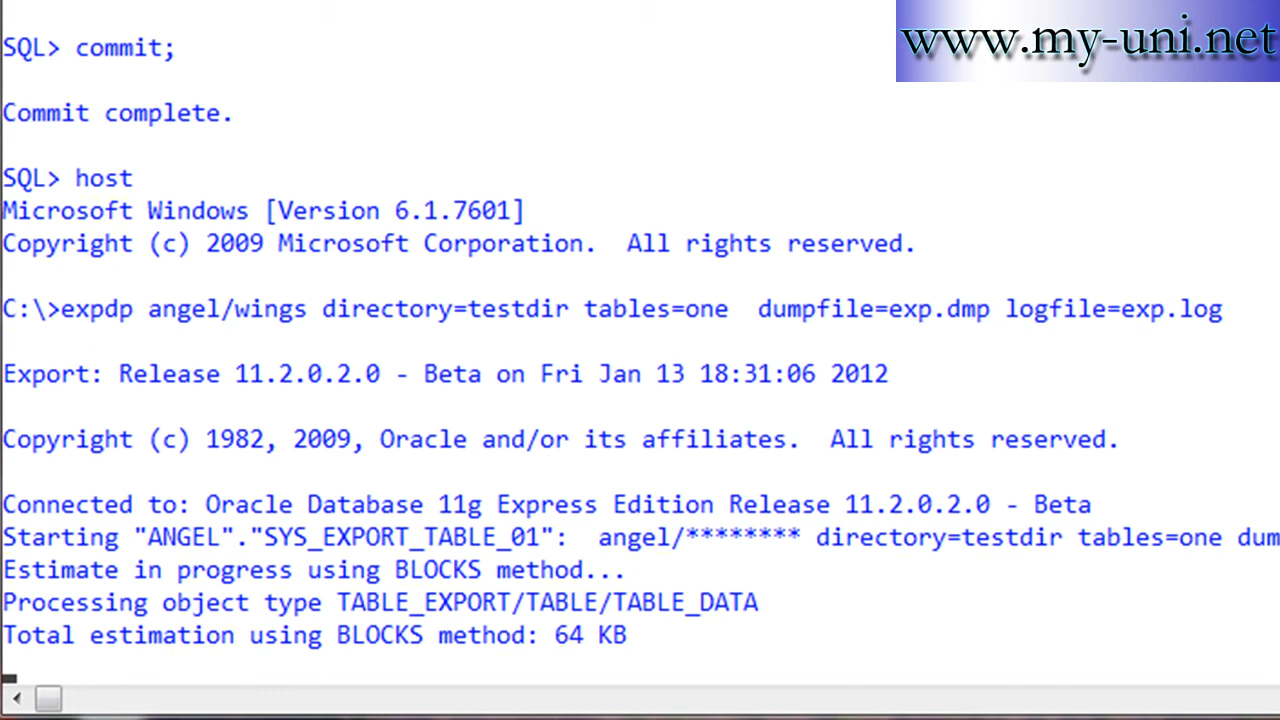 www.my-uni.net
SQL> commit;
Commit complete.
SQL> host
Microsoft Windows [Version 6.1.7601]
Copyright (c) 2009 Microsoft Corporation.  All rights reserved.
C:\>expdp angel/wings directory=testdir tables=one  dumpfile=exp.dmp logfile=exp.log
Export: Release 11.2.0.2.0 - Beta on Fri Jan 13 18:31:06 2012
Copyright (c) 1982, 2009, Oracle and/or its affiliates.  All rights reserved.
Connected to: Oracle Database 11g Express Edition Release 11.2.0.2.0 - Beta
Starting "ANGEL"."SYS_EXPORT_TABLE_01":  angel/******** directory=testdir tables=one dum
Estimate in progress using BLOCKS method...
Processing object type TABLE_EXPORT/TABLE/TABLE_DATA
Total estimation using BLOCKS method: 64 KB